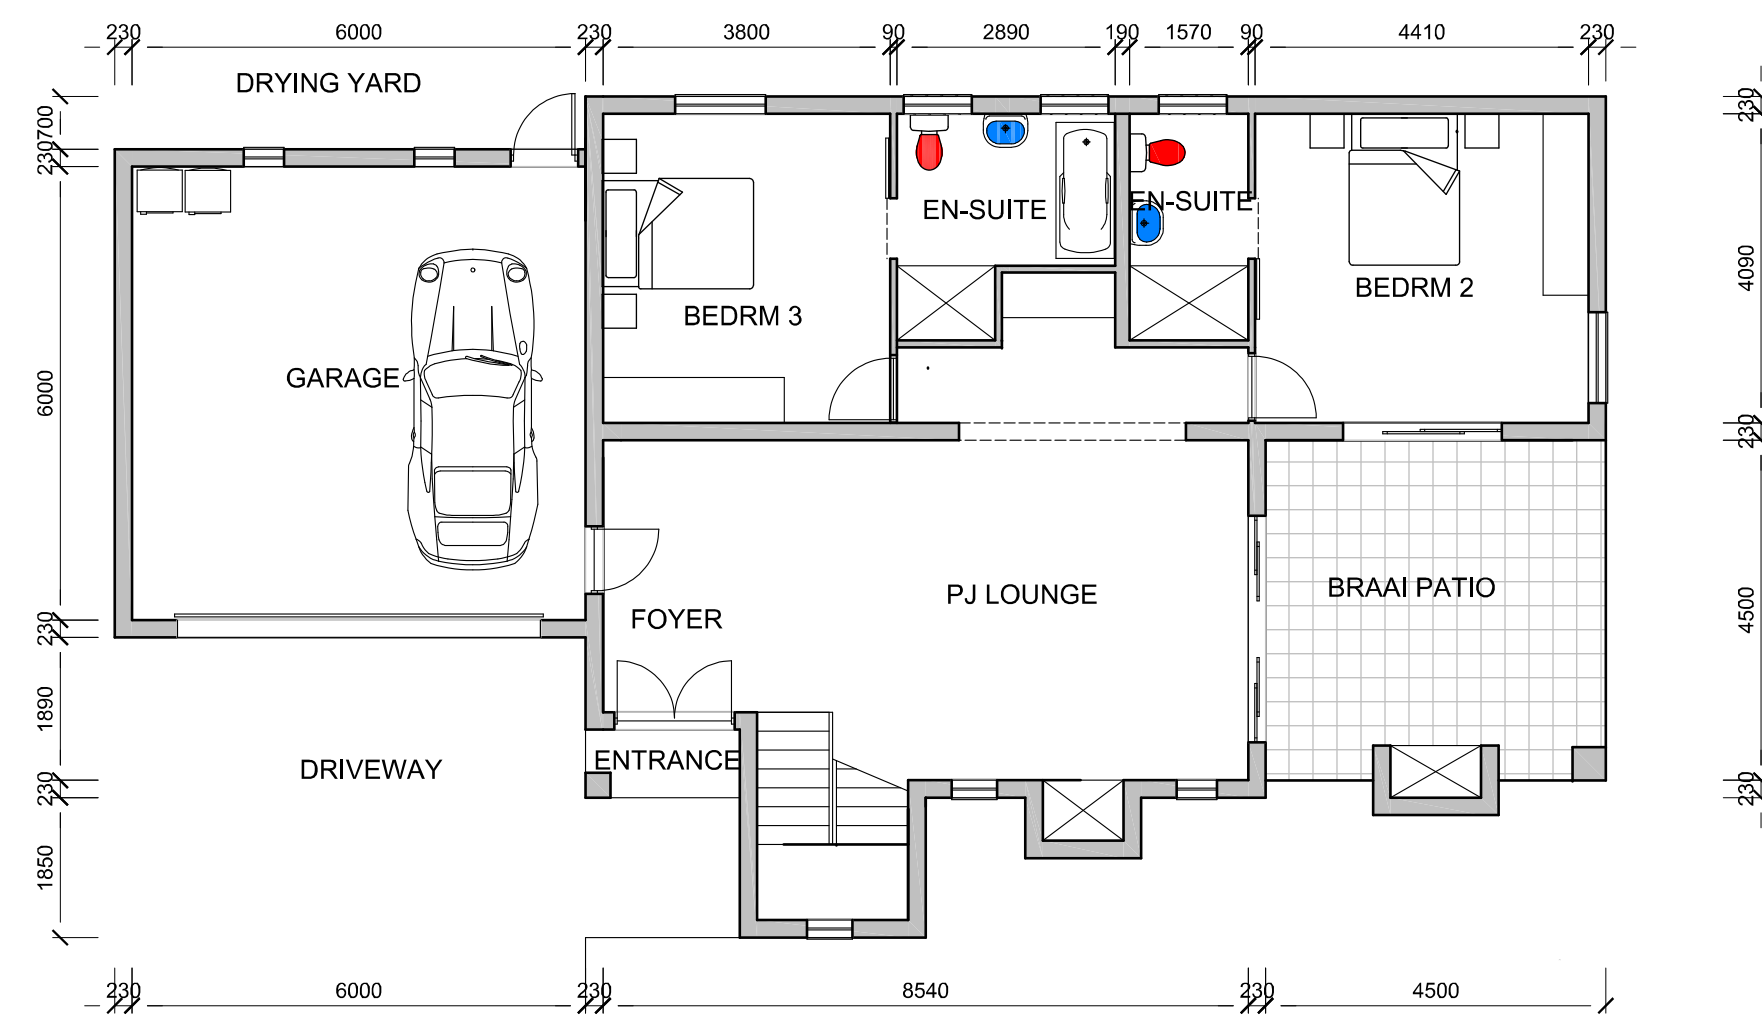 230 6000 230 3800 90 2890 190 1570 90 4410 230
DRYING YARD
700
230
230
EN-SUITE
EN-SUITE
BEDRM 2
4090
BEDRM 3
GARAGE
6000
230
PJ LOUNGE
BRAAI PATIO
4500
FOYER
230
1890
ENTRANCE
DRIVEWAY
230
230
1850
230 6000 230 8540 230 4500